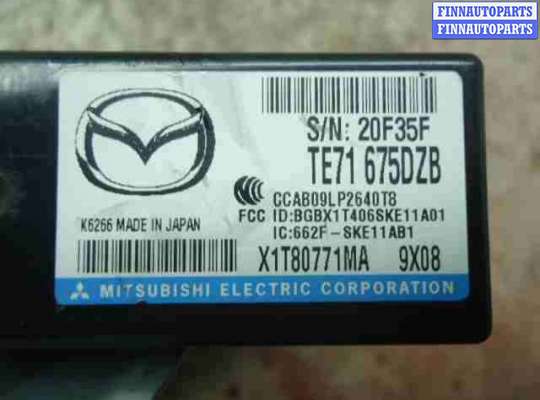 FINNAUTOPARTS
FINNAUTOPARTS
FINNAUTOPARTS
S/N: 20F35F
TE71 675DZB
CCAB09LP2640T8
FCC ID:BGBX1T406SKE11A01
K6266 MADE IN JAPAN
IC:662F-SKE11AB1
X1T80771MA 9X08
MITSUBISHI ELECTRIC CORPORATION